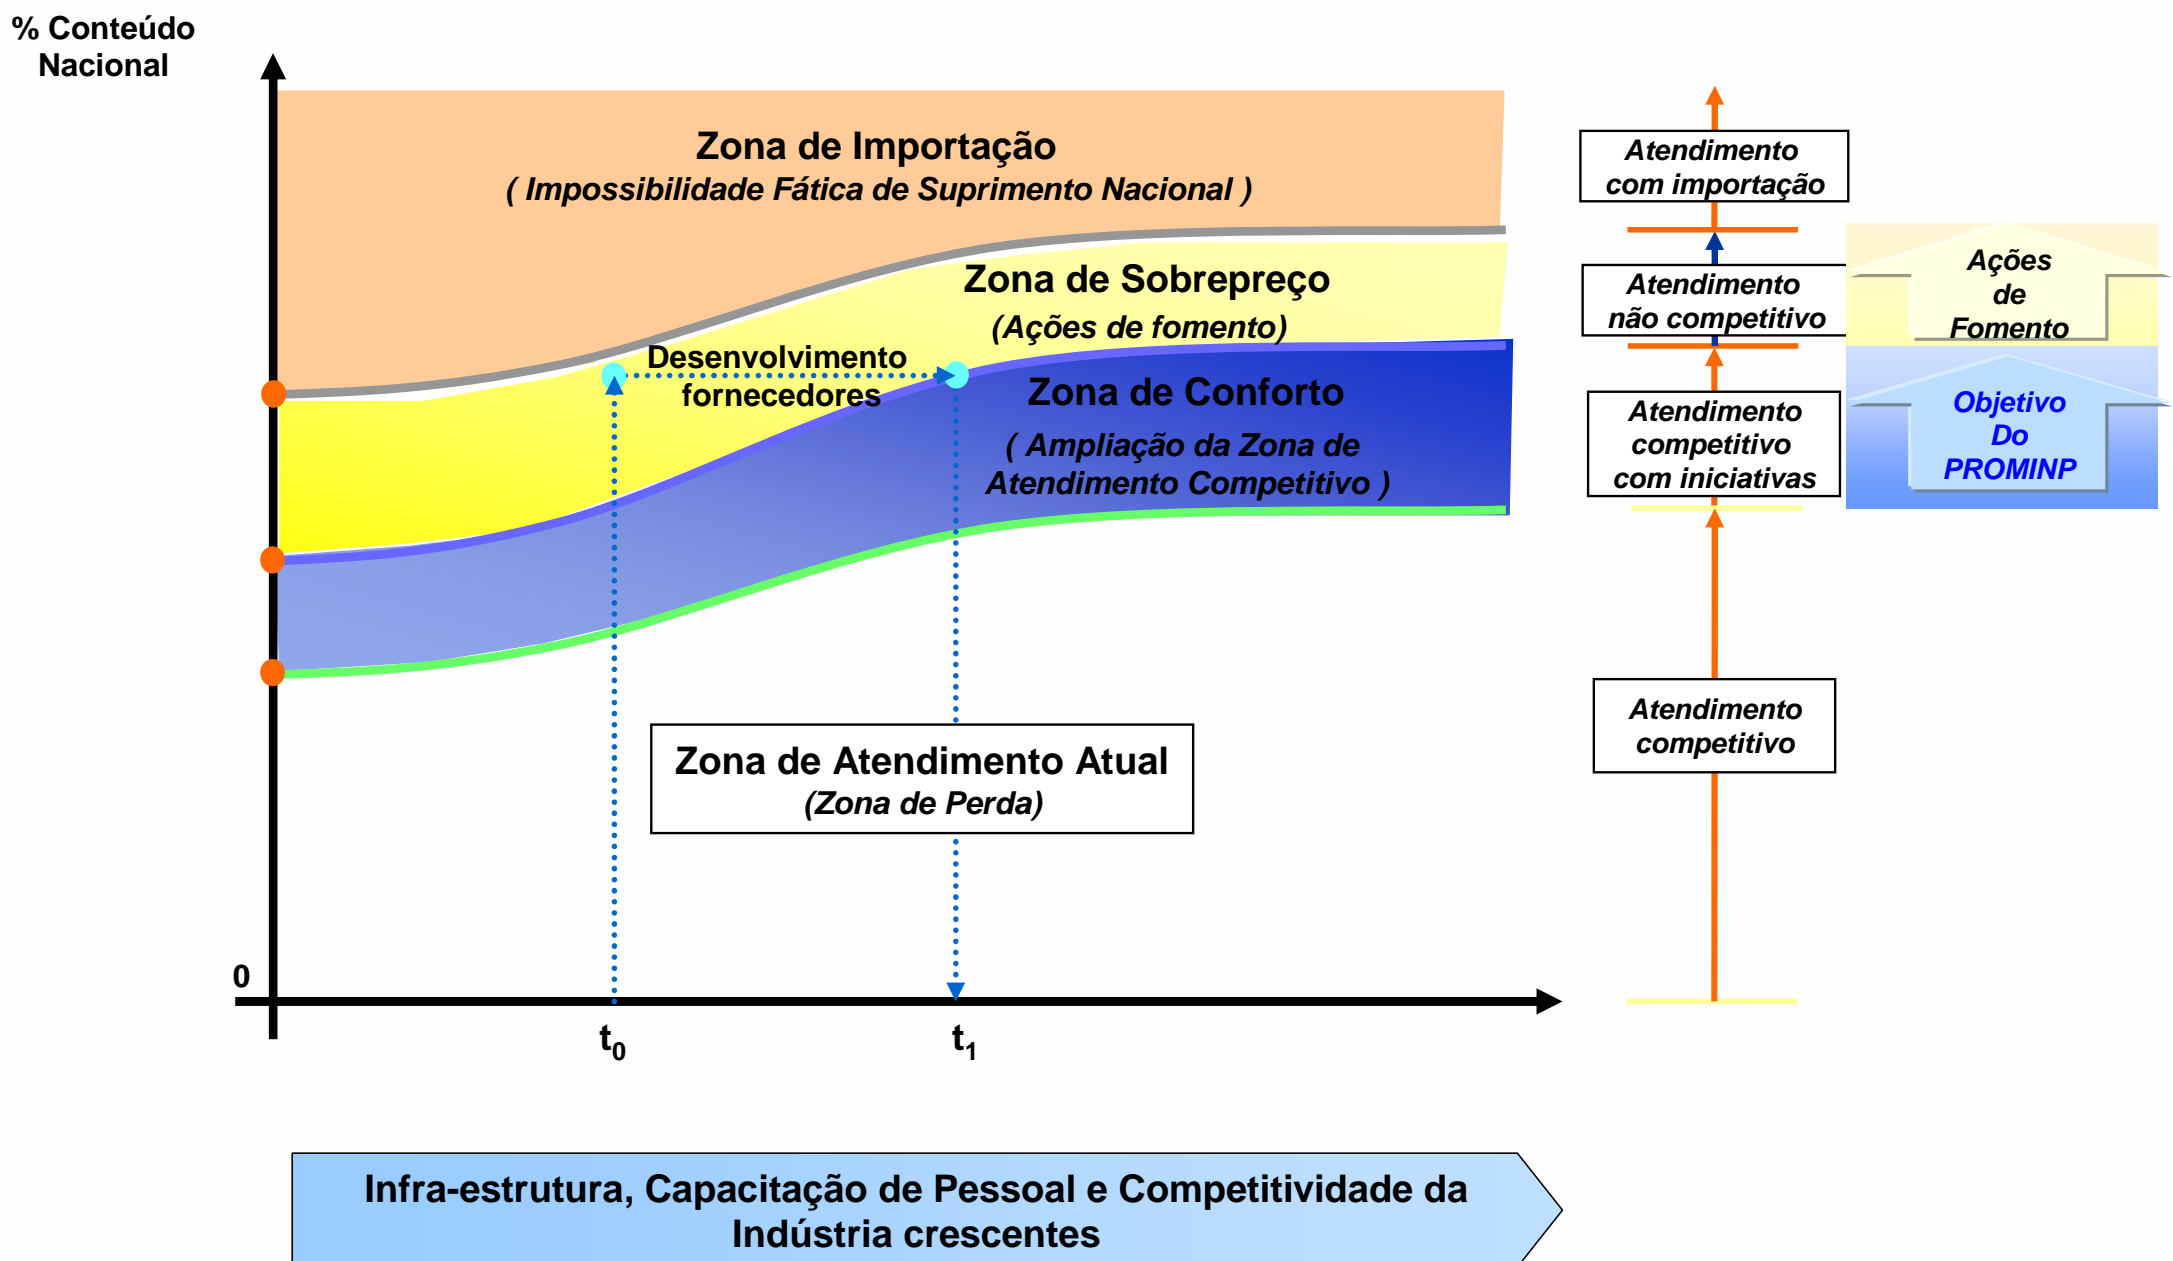 % Conteúdo
Nacional
Zona de Importação
( Impossibilidade Fática de Suprimento Nacional )
Zona de Sobrepreço
(Ações de fomento)
Desenvolvimento
fornecedores
Zona de Conforto
( Ampliação da Zona de
Atendimento Competitivo )
Zona de Atendimento Atual
(Zona de Perda)
0
t0
t1
Atendimento
com importação
Atendimento
não competitivo
Atendimento
competitivo
com iniciativas
Atendimento
competitivo
Ações
de
Fomento
Objetivo
Do
PROMINP
Infra-estrutura, Capacitação de Pessoal e Competitividade da
Indústria crescentes